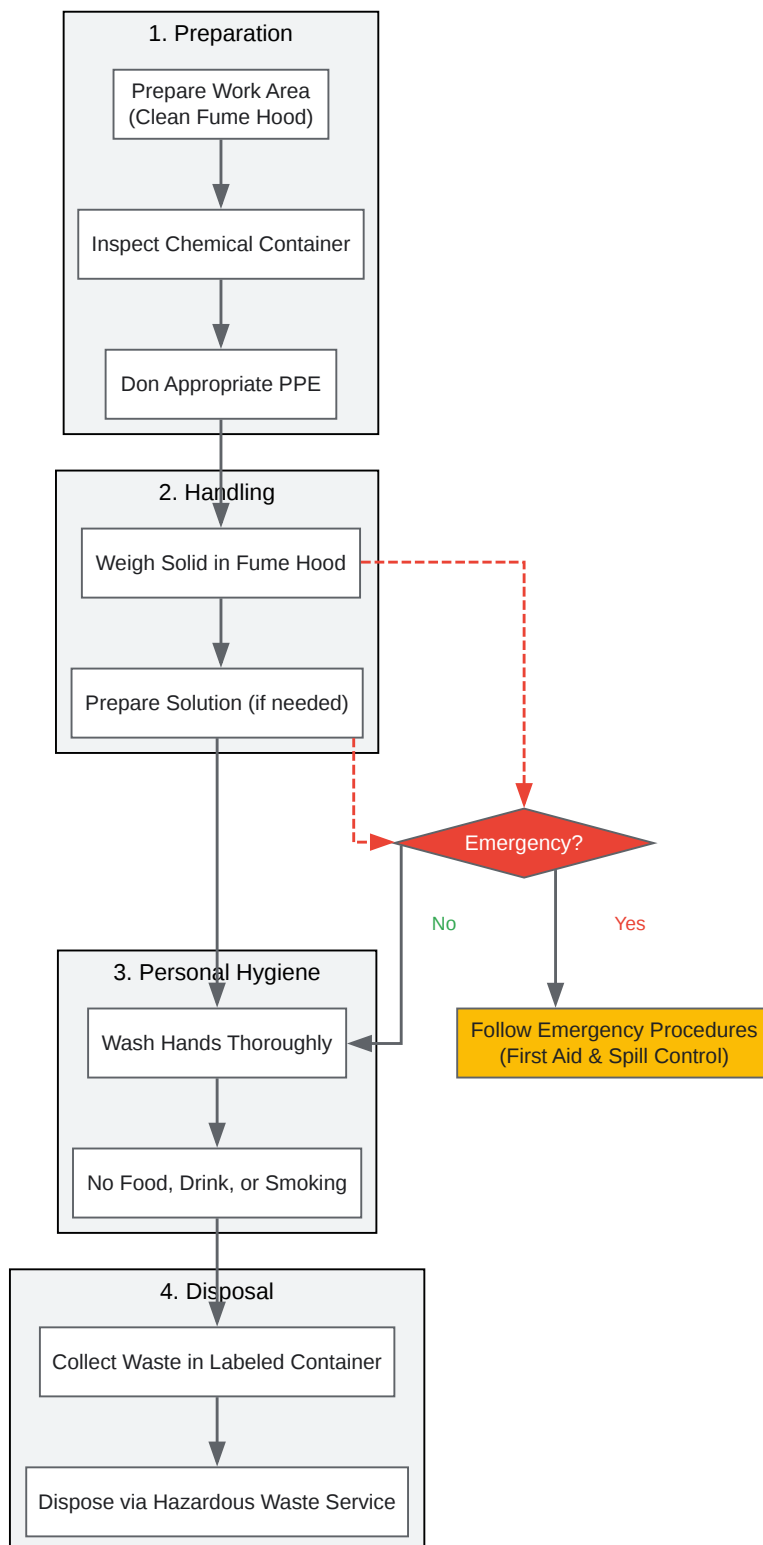 1. Preparation
Prepare Work Area
(Clean Fume Hood)
Inspect Chemical Container
Don Appropriate PPE
2. Handling
Weigh Solid in Fume Hood
Prepare Solution (if needed)
Emergency?
No
Yes
3. Personal Hygiene
Wash Hands Thoroughly
Follow Emergency Procedures
(First Aid & Spill Control)
No Food, Drink, or Smoking
4. Disposal
Collect Waste in Labeled Container
Dispose via Hazardous Waste Service